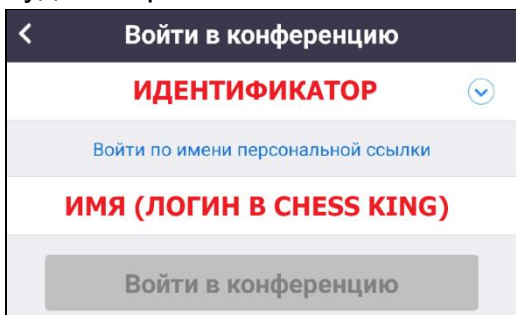 Войти в конференцию
ИДЕНТИФИКАТОР
Войти по имени персональной ссылки
ИМЯ (ЛОГИН В CHESS KING)
Войти в конференцию